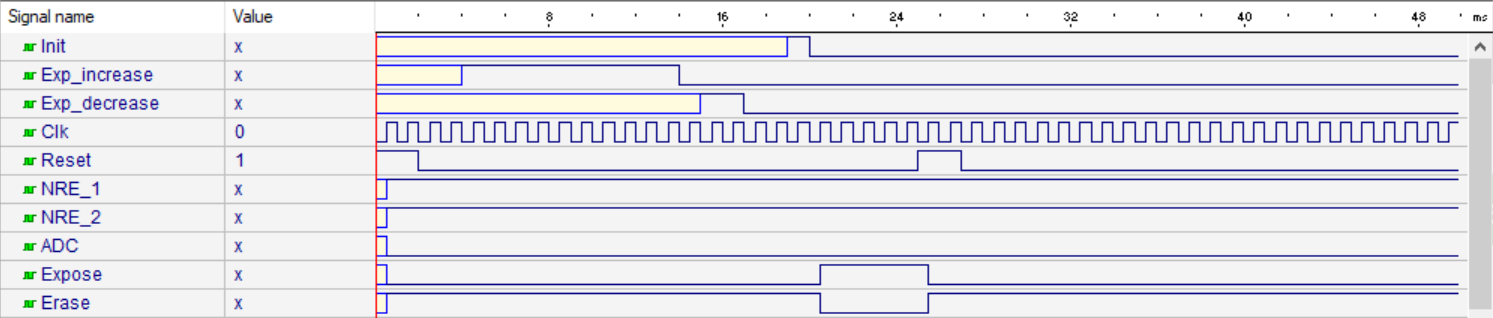 Signal name Value 8 16 24 32 40 48 ms
Init x
Exp_increase x
Exp_decrease x
Clk 0
Reset 1
NRE_1 x
NRE_2 x
ADC x
Expose x
Erase x